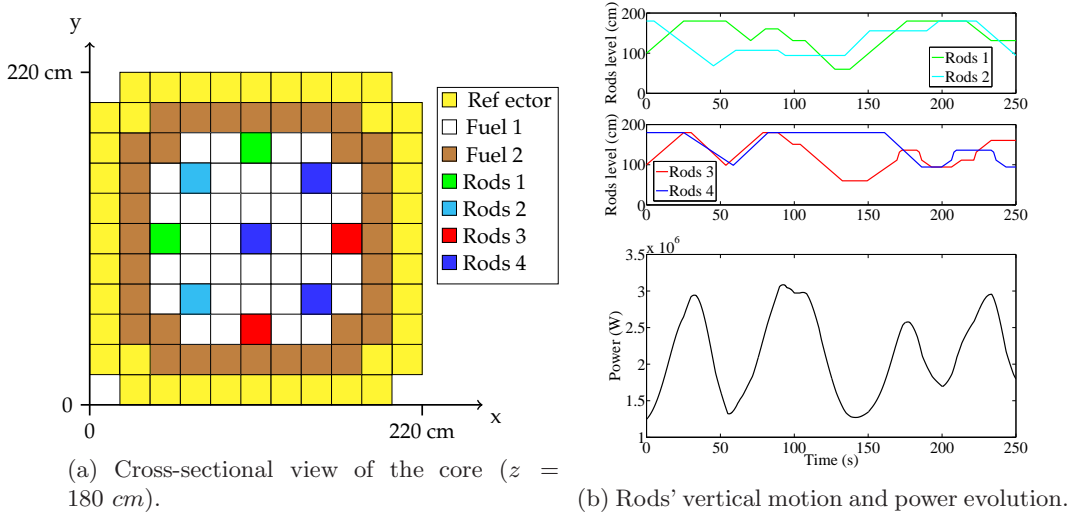 y
220 cm
0
0
220 cm
x
Ref ector
Fuel 1
Fuel 2
Rods 1
Rods 2
Rods 3
Rods 4
(a) Cross-sectional view of the core (z =
180 cm).
Rods level (cm)
200
100
0
0 50 100 150 200 250
Rods 1
Rods 2
Rods level (cm)
200
100
0
0 50 100 150 200 250
Rods 3
Rods 4
x 10^6
Power (W)
3.5
3
2.5
2
1.5
1
0 50 100 150 200 250
Time (s)
(b) Rods' vertical motion and power evolution.